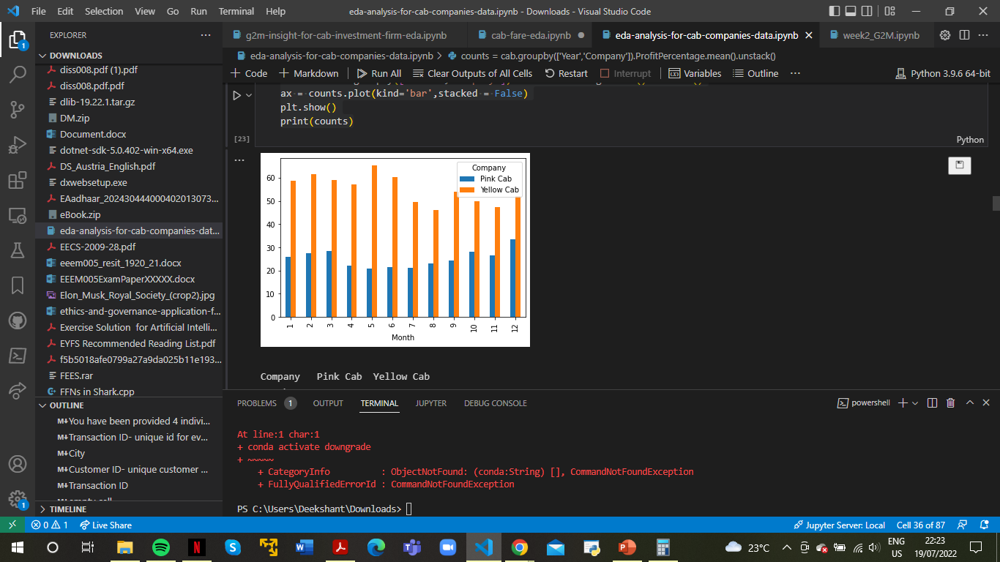 File Edit Selection View Go Run Terminal Help
eda-analysis-for-cab-companies-data.ipynb - Downloads - Visual Studio Code
EXPLORER
DOWNLOADS
diss008.pdf (1).pdf
diss008.pdf.pdf
dlib-19.22.1.tar.gz
DM.zip
Document.docx
dotnet-sdk-5.0.402-win-x64.exe
DS_Austria_English.pdf
dxwebsetup.exe
EAadhaar_202430444000402013073...
eBook.zip
eda-analysis-for-cab-companies-dat...
EECS-2009-28.pdf
eeem005_resit_1920_21.docx
EEEM005ExamPaperXXXXX.docx
Elon_Musk_Royal_Society_(crop2).jpg
ethics-and-governance-application-f...
Exercise Solution for Artificial Intelli...
EYFS Recommended Reading List.pdf
f5b5018afe0799a27a9da025b11e193...
FEES.rar
FFNs in Shark.cpp
OUTLINE
You have been provided 4 indivi...
Transaction ID- unique id for ev...
City
Customer ID- unique customer ...
Transaction ID
TIMELINE
g2m-insight-for-cab-investment-firm-eda.ipynb cab-fare-eda.ipynb eda-analysis-for-cab-companies-data.ipynb week2_G2M.ipynb
eda-analysis-for-cab-companies-data.ipynb > counts = cab.groupby(['Year','Company']).ProfitPercentage.mean().unstack()
+ Code + Markdown Run All Clear Outputs of All Cells Restart Interrupt Variables Outline ... Python 3.9.6 64-bit
ax = counts.plot(kind='bar',stacked = False)
plt.show()
print(counts)
[23]
Python
Company
Pink Cab
Yellow Cab
60
50
40
30
20
10
0
1 2 3 4 5 6 7 8 9 10 11 12
Month
Company Pink Cab Yellow Cab
PROBLEMS 1 OUTPUT TERMINAL JUPYTER DEBUG CONSOLE
powershell
At line:1 char:1
+ conda activate downgrade
+ ~~~~~
+ CategoryInfo : ObjectNotFound: (conda:String) [], CommandNotFoundException
+ FullyQualifiedErrorId : CommandNotFoundException
PS C:\Users\Deekshant\Downloads>
0 1 Live Share
Jupyter Server: Local Cell 36 of 87
23°C
ENG
US
22:23
19/07/2022